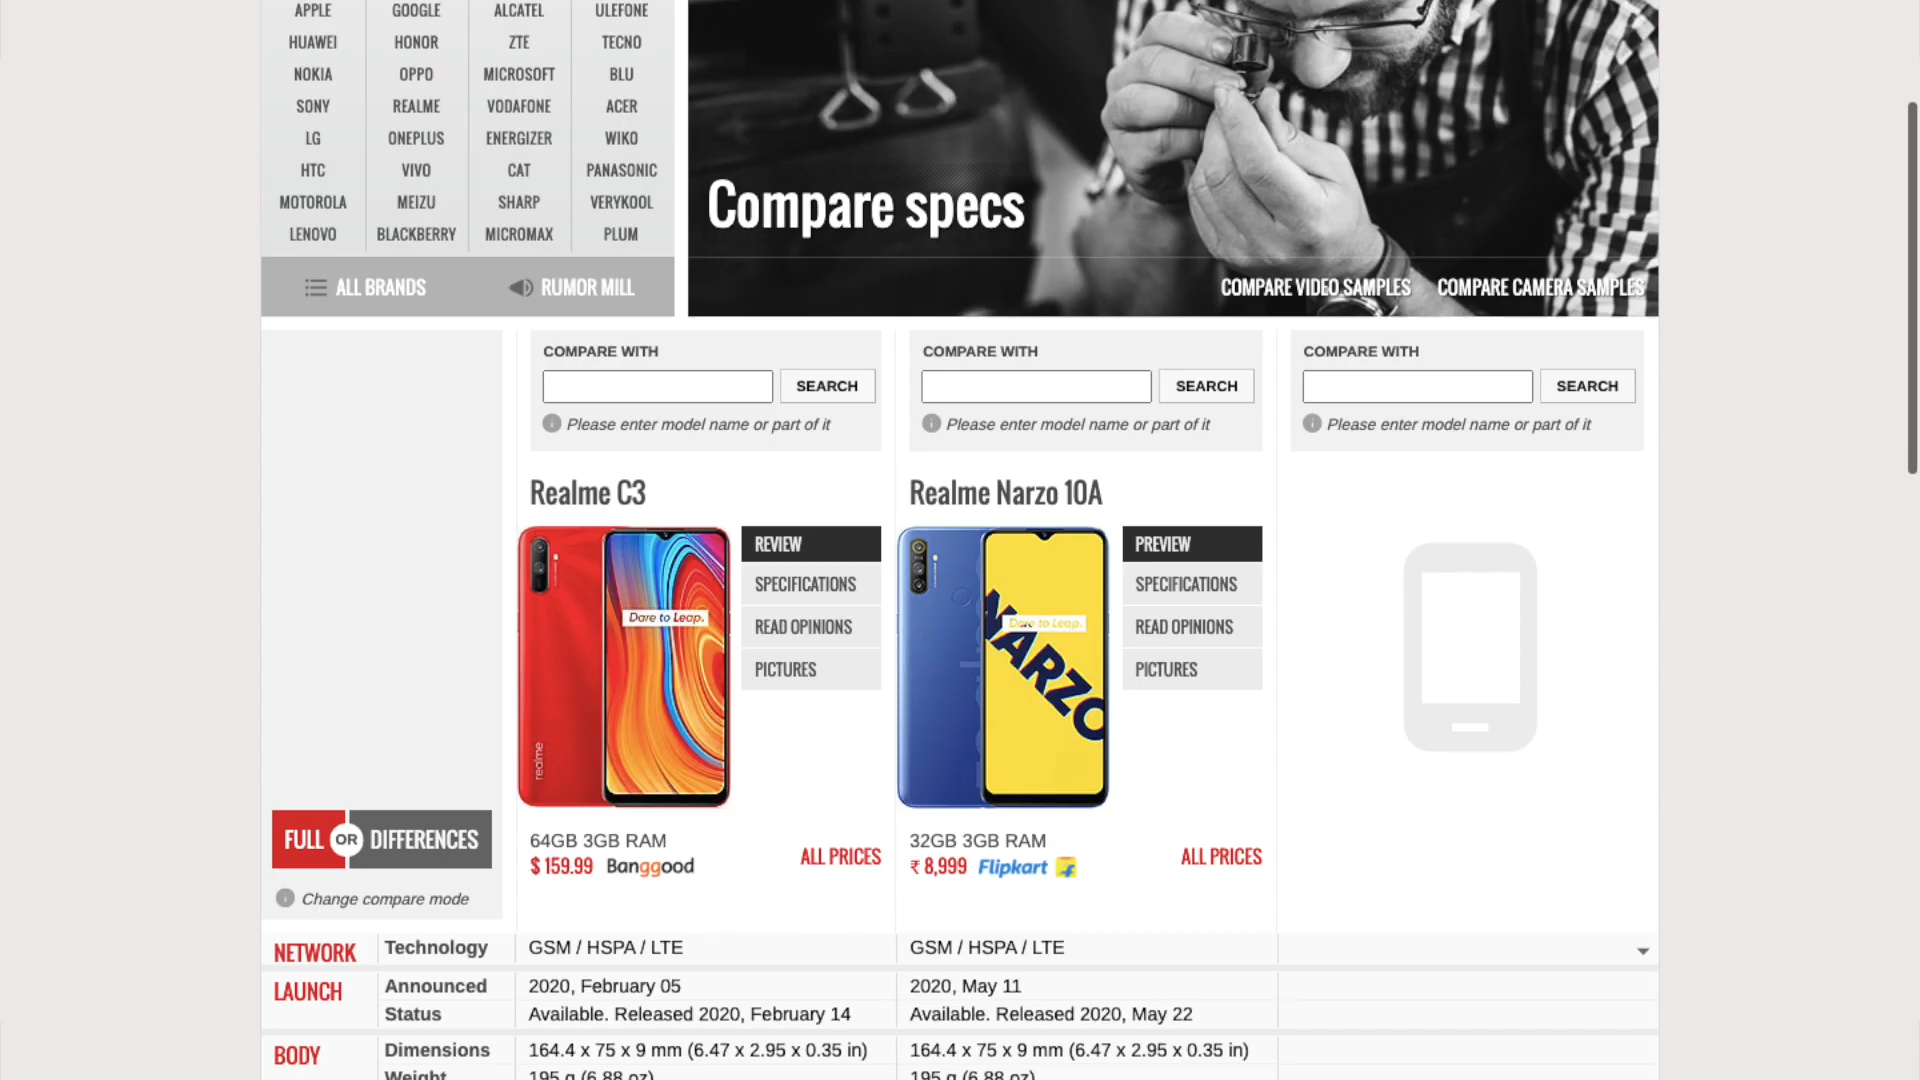 APPLE GOOGLE ALCATEL ULEFONE
HUAWEI HONOR ZTE TECNO
NOKIA OPPO MICROSOFT BLU
SONY REALME VODAFONE ACER
LG ONEPLUS ENERGIZER WIKO
HTC VIVO CAT PANASONIC
MOTOROLA MEIZU SHARP VERYKOOL
LENOVO BLACKBERRY MICROMAX PLUM
ALL BRANDS RUMOR MILL
Compare specs
COMPARE VIDEO SAMPLES COMPARE CAMERA SAMPLES
COMPARE WITH COMPARE WITH COMPARE WITH
SEARCH SEARCH SEARCH
Please enter model name or part of it Please enter model name or part of it Please enter model name or part of it
Realme C3 Realme Narzo 10A
REVIEW PREVIEW
SPECIFICATIONS SPECIFICATIONS
Dare to Leap. Dare to Leap.
READ OPINIONS READ OPINIONS
NARZO
PICTURES PICTURES
realme
FULL OR DIFFERENCES
64GB 3GB RAM 32GB 3GB RAM
$ 159.99 Banggood ALL PRICES ₹ 8,999 Flipkart ALL PRICES
Change compare mode
NETWORK Technology GSM / HSPA / LTE GSM / HSPA / LTE
LAUNCH Announced 2020, February 05 2020, May 11
Status Available. Released 2020, February 14 Available. Released 2020, May 22
BODY Dimensions 164.4 x 75 x 9 mm (6.47 x 2.95 x 0.35 in) 164.4 x 75 x 9 mm (6.47 x 2.95 x 0.35 in)
Weight 195 g (6.88 oz) 195 g (6.88 oz)